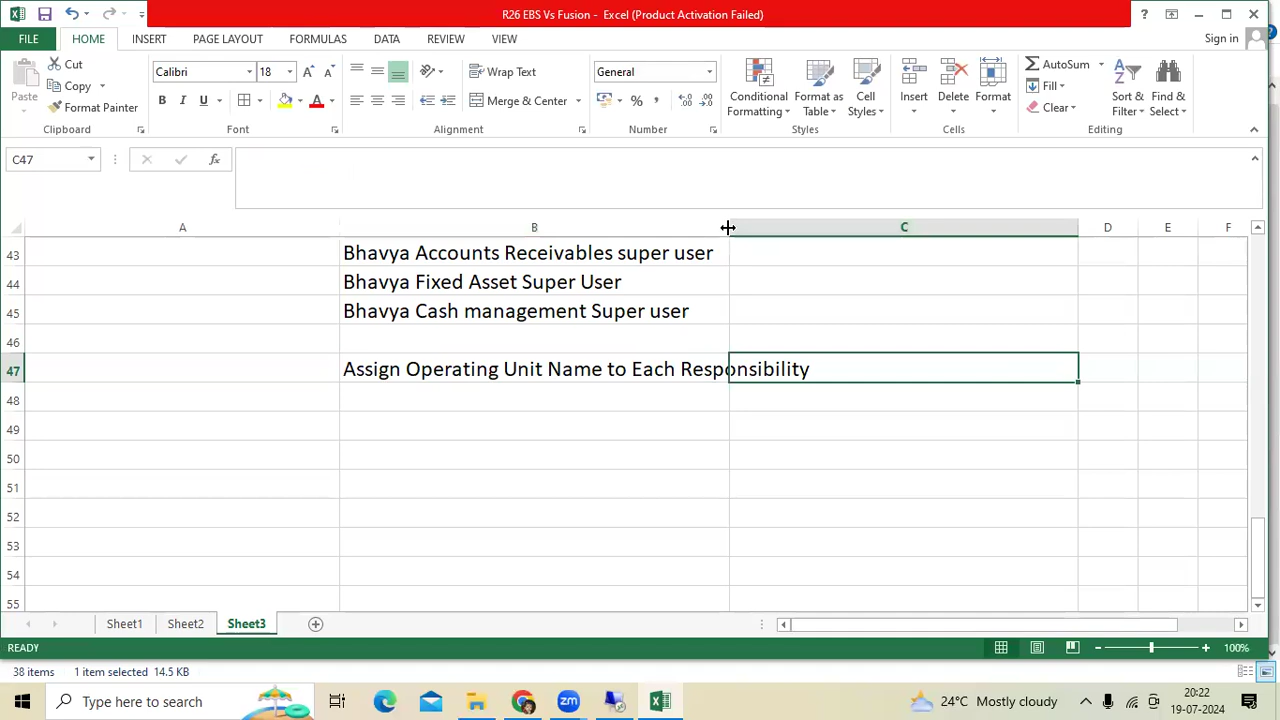 R26 EBS Vs Fusion - Excel (Product Activation Failed)
FILE HOME INSERT PAGE LAYOUT FORMULAS DATA REVIEW VIEW Sign in
Paste
Cut
Copy
Format Painter
Clipboard
Calibri 18
B I U
Font
Wrap Text
Merge & Center
Alignment
General
Number
Conditional Formatting
Format as Table
Cell Styles
Styles
Insert Delete Format
Cells
AutoSum
Fill
Clear
Sort & Filter
Find & Select
Editing
C47
A B C D E F
43 Bhavya Accounts Receivables super user
44 Bhavya Fixed Asset Super User
45 Bhavya Cash management Super user
46
47 Assign Operating Unit Name to Each Responsibility
48
49
50
51
52
53
54
55
Sheet1 Sheet2 Sheet3
READY 100%
38 items 1 item selected 14.5 KB
Type here to search
24°C Mostly cloudy
20:22
19-07-2024